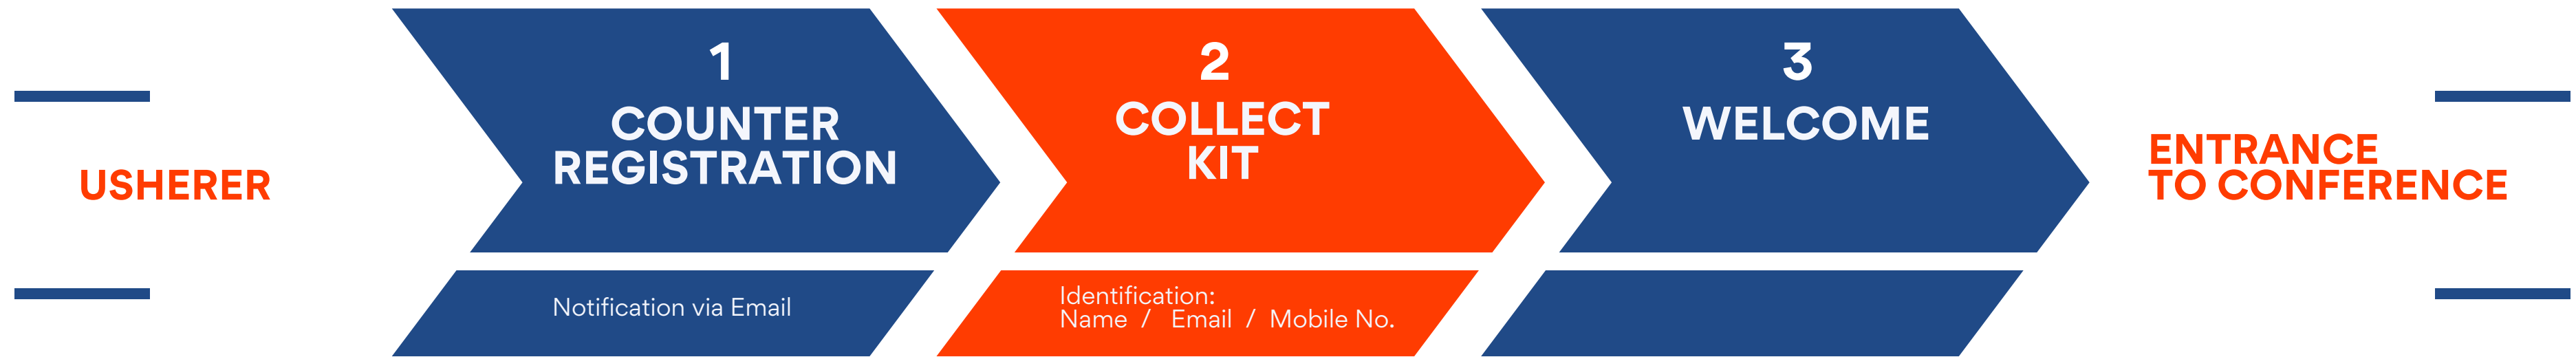 USHERER
1
COUNTER
REGISTRATION
Notification via Email
2
COLLECT
KIT
Identification:
Name / Email / Mobile No.
3
WELCOME
ENTRANCE
TO CONFERENCE